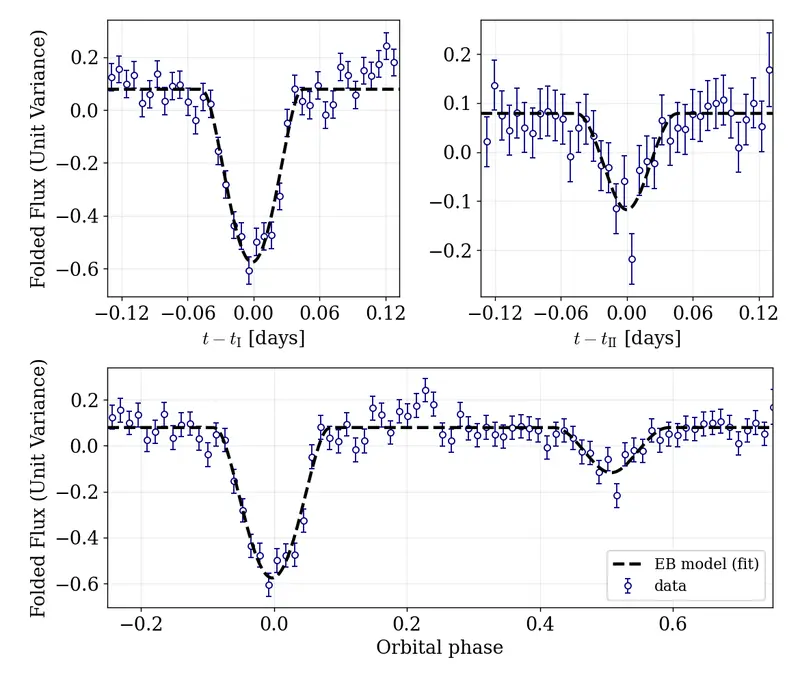 Folded Flux (Unit Variance)
0.2
0.0
−0.2
−0.4
−0.6
−0.12 −0.06 0.00 0.06 0.12
t − t_I [days]
0.2
0.1
0.0
−0.1
−0.2
−0.12 −0.06 0.00 0.06 0.12
t − t_II [days]
Folded Flux (Unit Variance)
0.2
0.0
−0.2
−0.4
−0.6
EB model (fit)
data
−0.2 0.0 0.2 0.4 0.6
Orbital phase